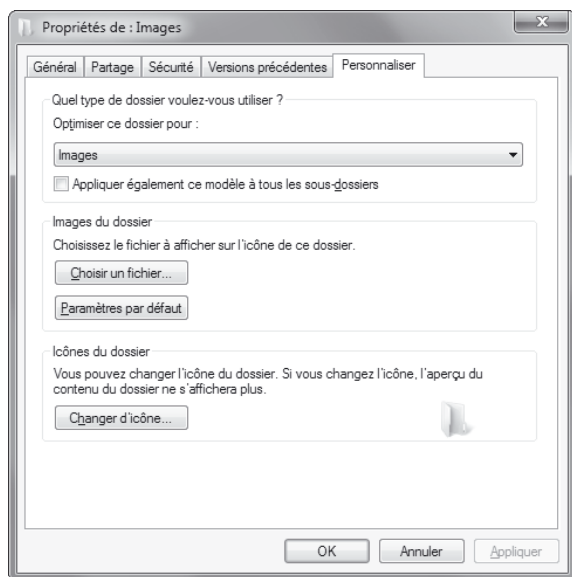 Propriétés de : Images
Général
Partage
Sécurité
Versions précédentes
Personnaliser
Quel type de dossier voulez-vous utiliser ?
Optimiser ce dossier pour :
Images
Appliquer également ce modèle à tous les sous-dossiers
Images du dossier
Choisissez le fichier à afficher sur l'icône de ce dossier.
Choisir un fichier...
Paramètres par défaut
Icônes du dossier
Vous pouvez changer l'icône du dossier. Si vous changez l'icône, l'aperçu du
contenu du dossier ne s'affichera plus.
Changer d'icône...
OK
Annuler
Appliquer